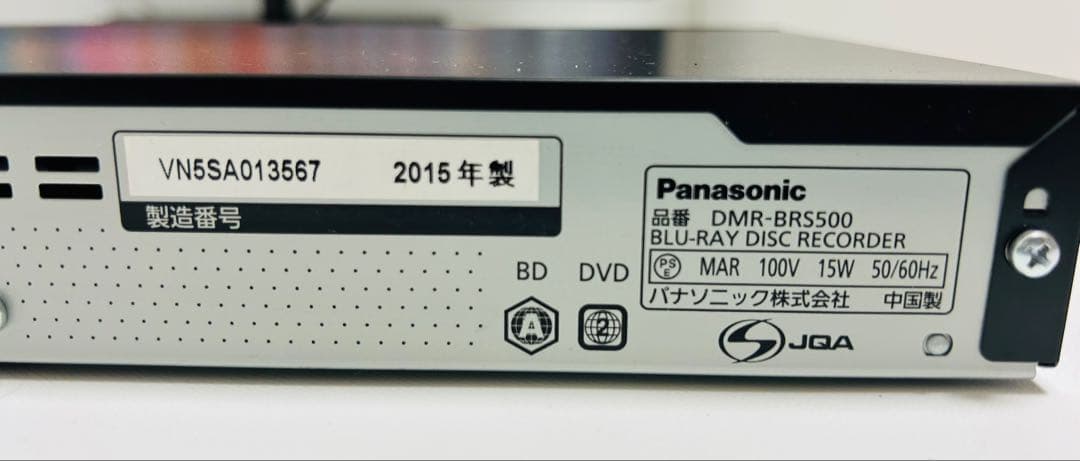 VN5SA013567 2015年製
製造番号
BD DVD
A 2
Panasonic
品番 DMR-BRS500
BLU-RAY DISC RECORDER
PSE MAR 100V 15W 50/60Hz
パナソニック株式会社 中国製
JQA